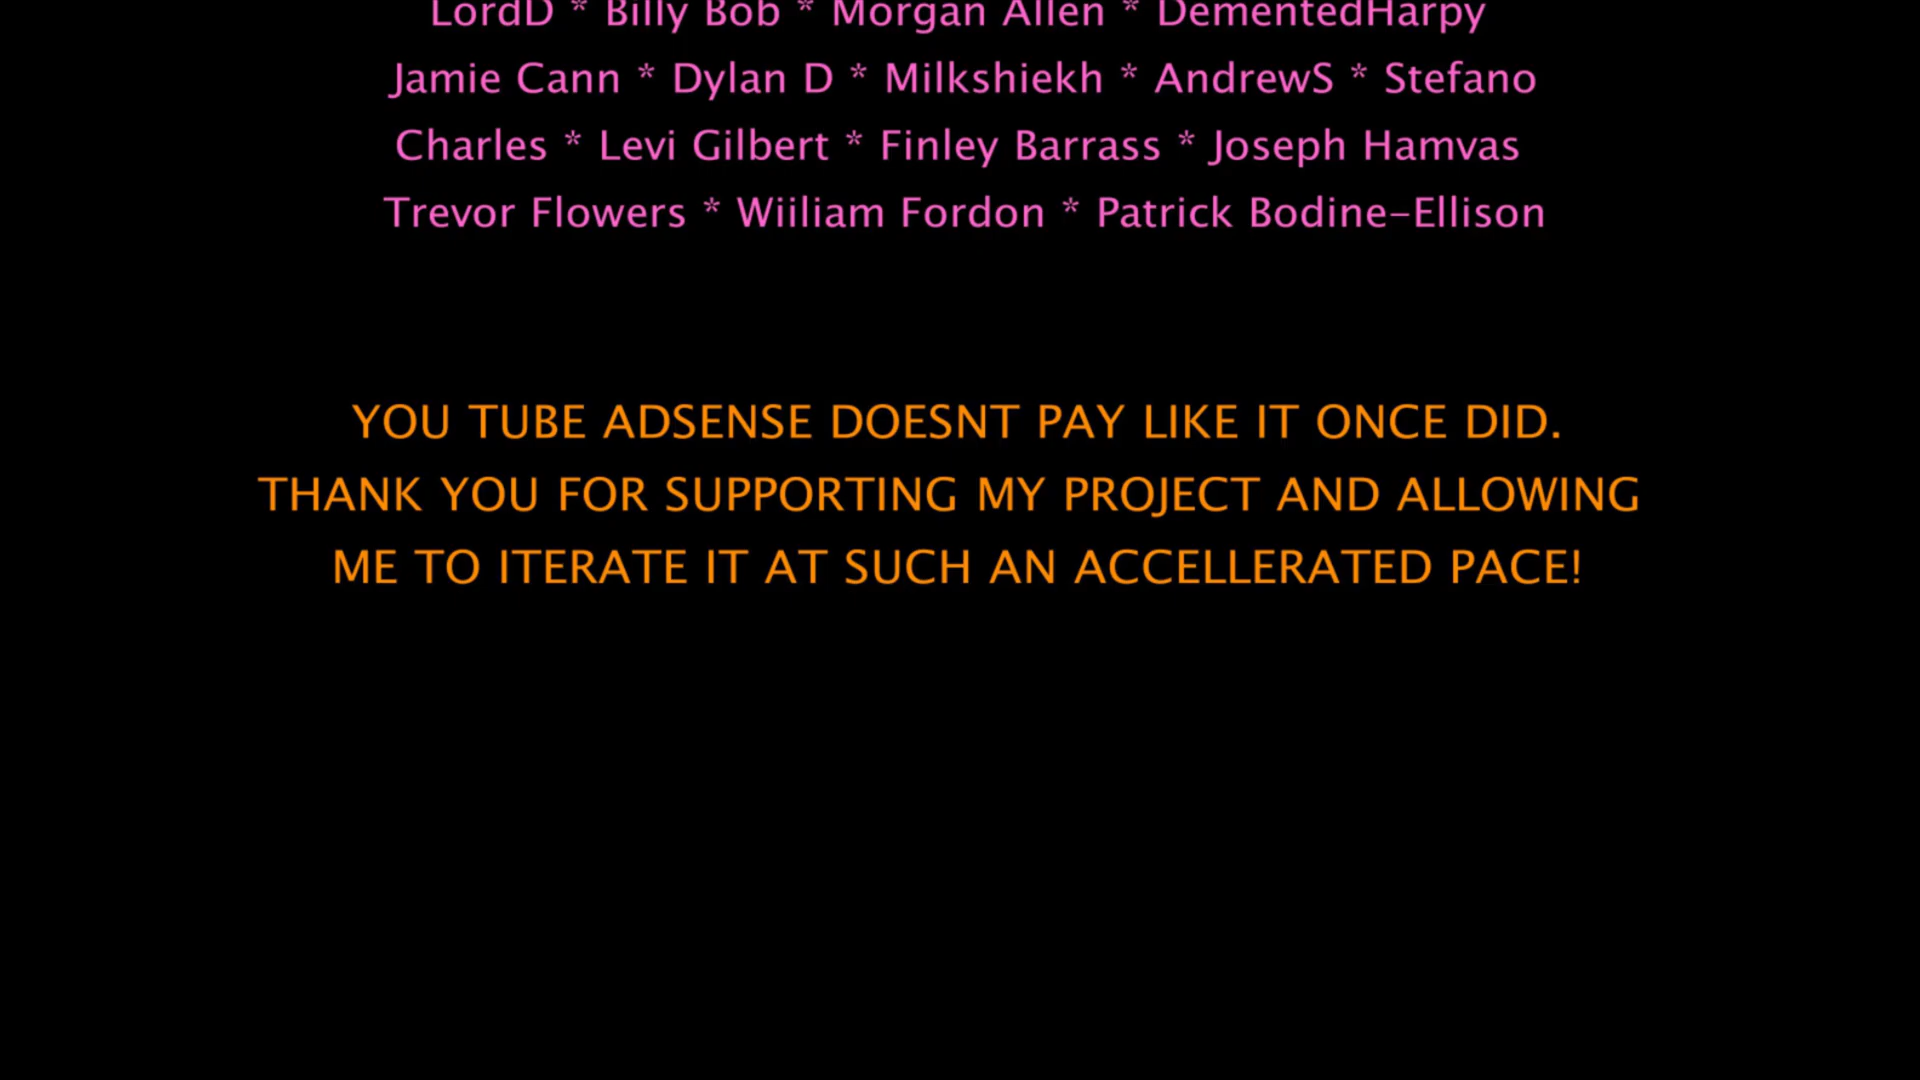 LordD * Billy Bob * Morgan Allen * DementedHarpy
Jamie Cann * Dylan D * Milkshiekh * AndrewS * Stefano
Charles * Levi Gilbert * Finley Barrass * Joseph Hamvas
Trevor Flowers * Wiiliam Fordon * Patrick Bodine-Ellison
YOU TUBE ADSENSE DOESNT PAY LIKE IT ONCE DID.
THANK YOU FOR SUPPORTING MY PROJECT AND ALLOWING
ME TO ITERATE IT AT SUCH AN ACCELLERATED PACE!